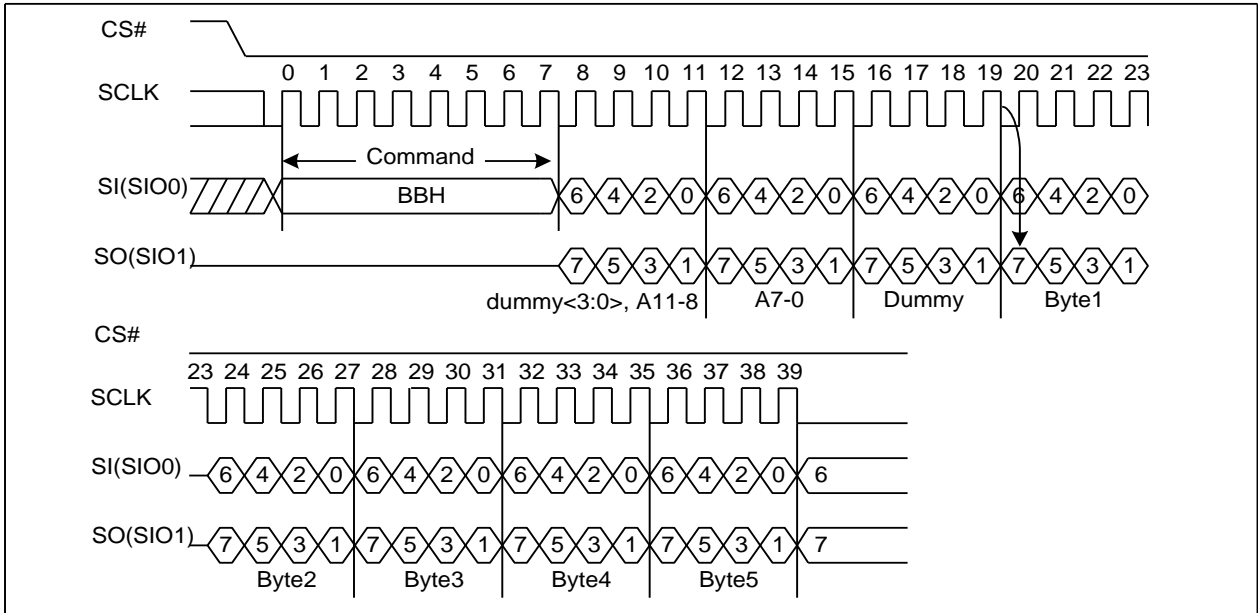 CS#
0 1 2 3 4 5 6 7 8 9 10 11 12 13 14 15 16 17 18 19 20 21 22 23
SCLK
Command
SI(SIO0) BBH 6 4 2 0 6 4 2 0 6 4 2 0 6 4 2 0
SO(SIO1) 7 5 3 1 7 5 3 1 7 5 3 1 7 5 3 1
dummy<3:0>, A11-8 A7-0 Dummy Byte1
CS#
23 24 25 26 27 28 29 30 31 32 33 34 35 36 37 38 39
SCLK
SI(SIO0) 6 4 2 0 6 4 2 0 6 4 2 0 6 4 2 0 6
SO(SIO1) 7 5 3 1 7 5 3 1 7 5 3 1 7 5 3 1 7
Byte2 Byte3 Byte4 Byte5